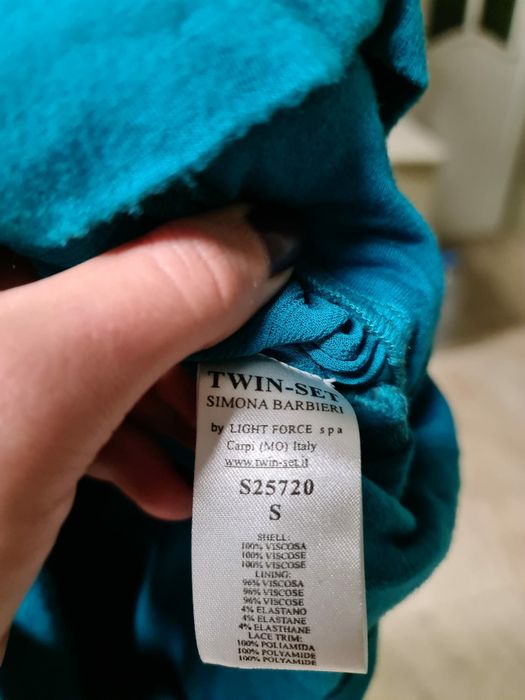 TWIN-SET
SIMONA BARBIERI
by LIGHT FORCE spa
Carpi (MO) Italy
www.twin-set.it
S25720
S
SHELL:
100% VISCOSA
100% VISCOSE
100% VISCOSE
LINING:
96% VISCOSA
96% VISCOSE
96% VISCOSE
4% ELASTANO
4% ELASTANE
4% ELASTHANE
LACE TRIM:
100% POLIAMIDA
100% POLYAMIDE
100% POLYAMIDE